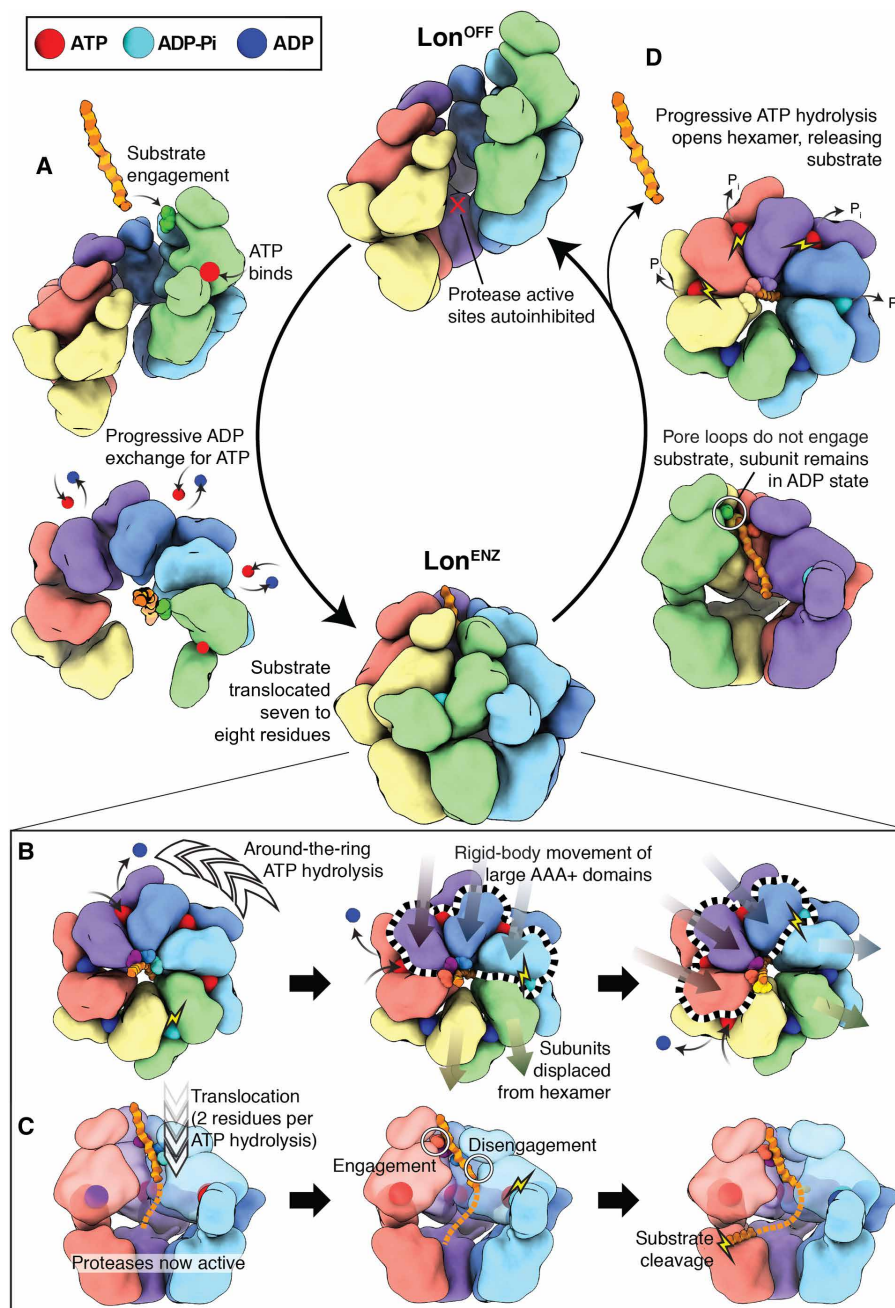 ATP
ADP-Pi
ADP
Lon^OFF
A
Substrate
engagement
ATP
binds
Protease active
sites autoinhibited
D
Progressive ATP hydrolysis
opens hexamer, releasing
substrate
Pi
Pi
Pi
P
Progressive ADP
exchange for ATP
Pore loops do not engage
substrate, subunit remains
in ADP state
Lon^ENZ
Substrate
translocated
seven to
eight residues
B
Around-the-ring
ATP hydrolysis
Rigid-body movement of
large AAA+ domains
Subunits
displaced
from hexamer
C
Translocation
(2 residues per
ATP hydrolysis)
Proteases now active
Engagement
Disengagement
Substrate
cleavage